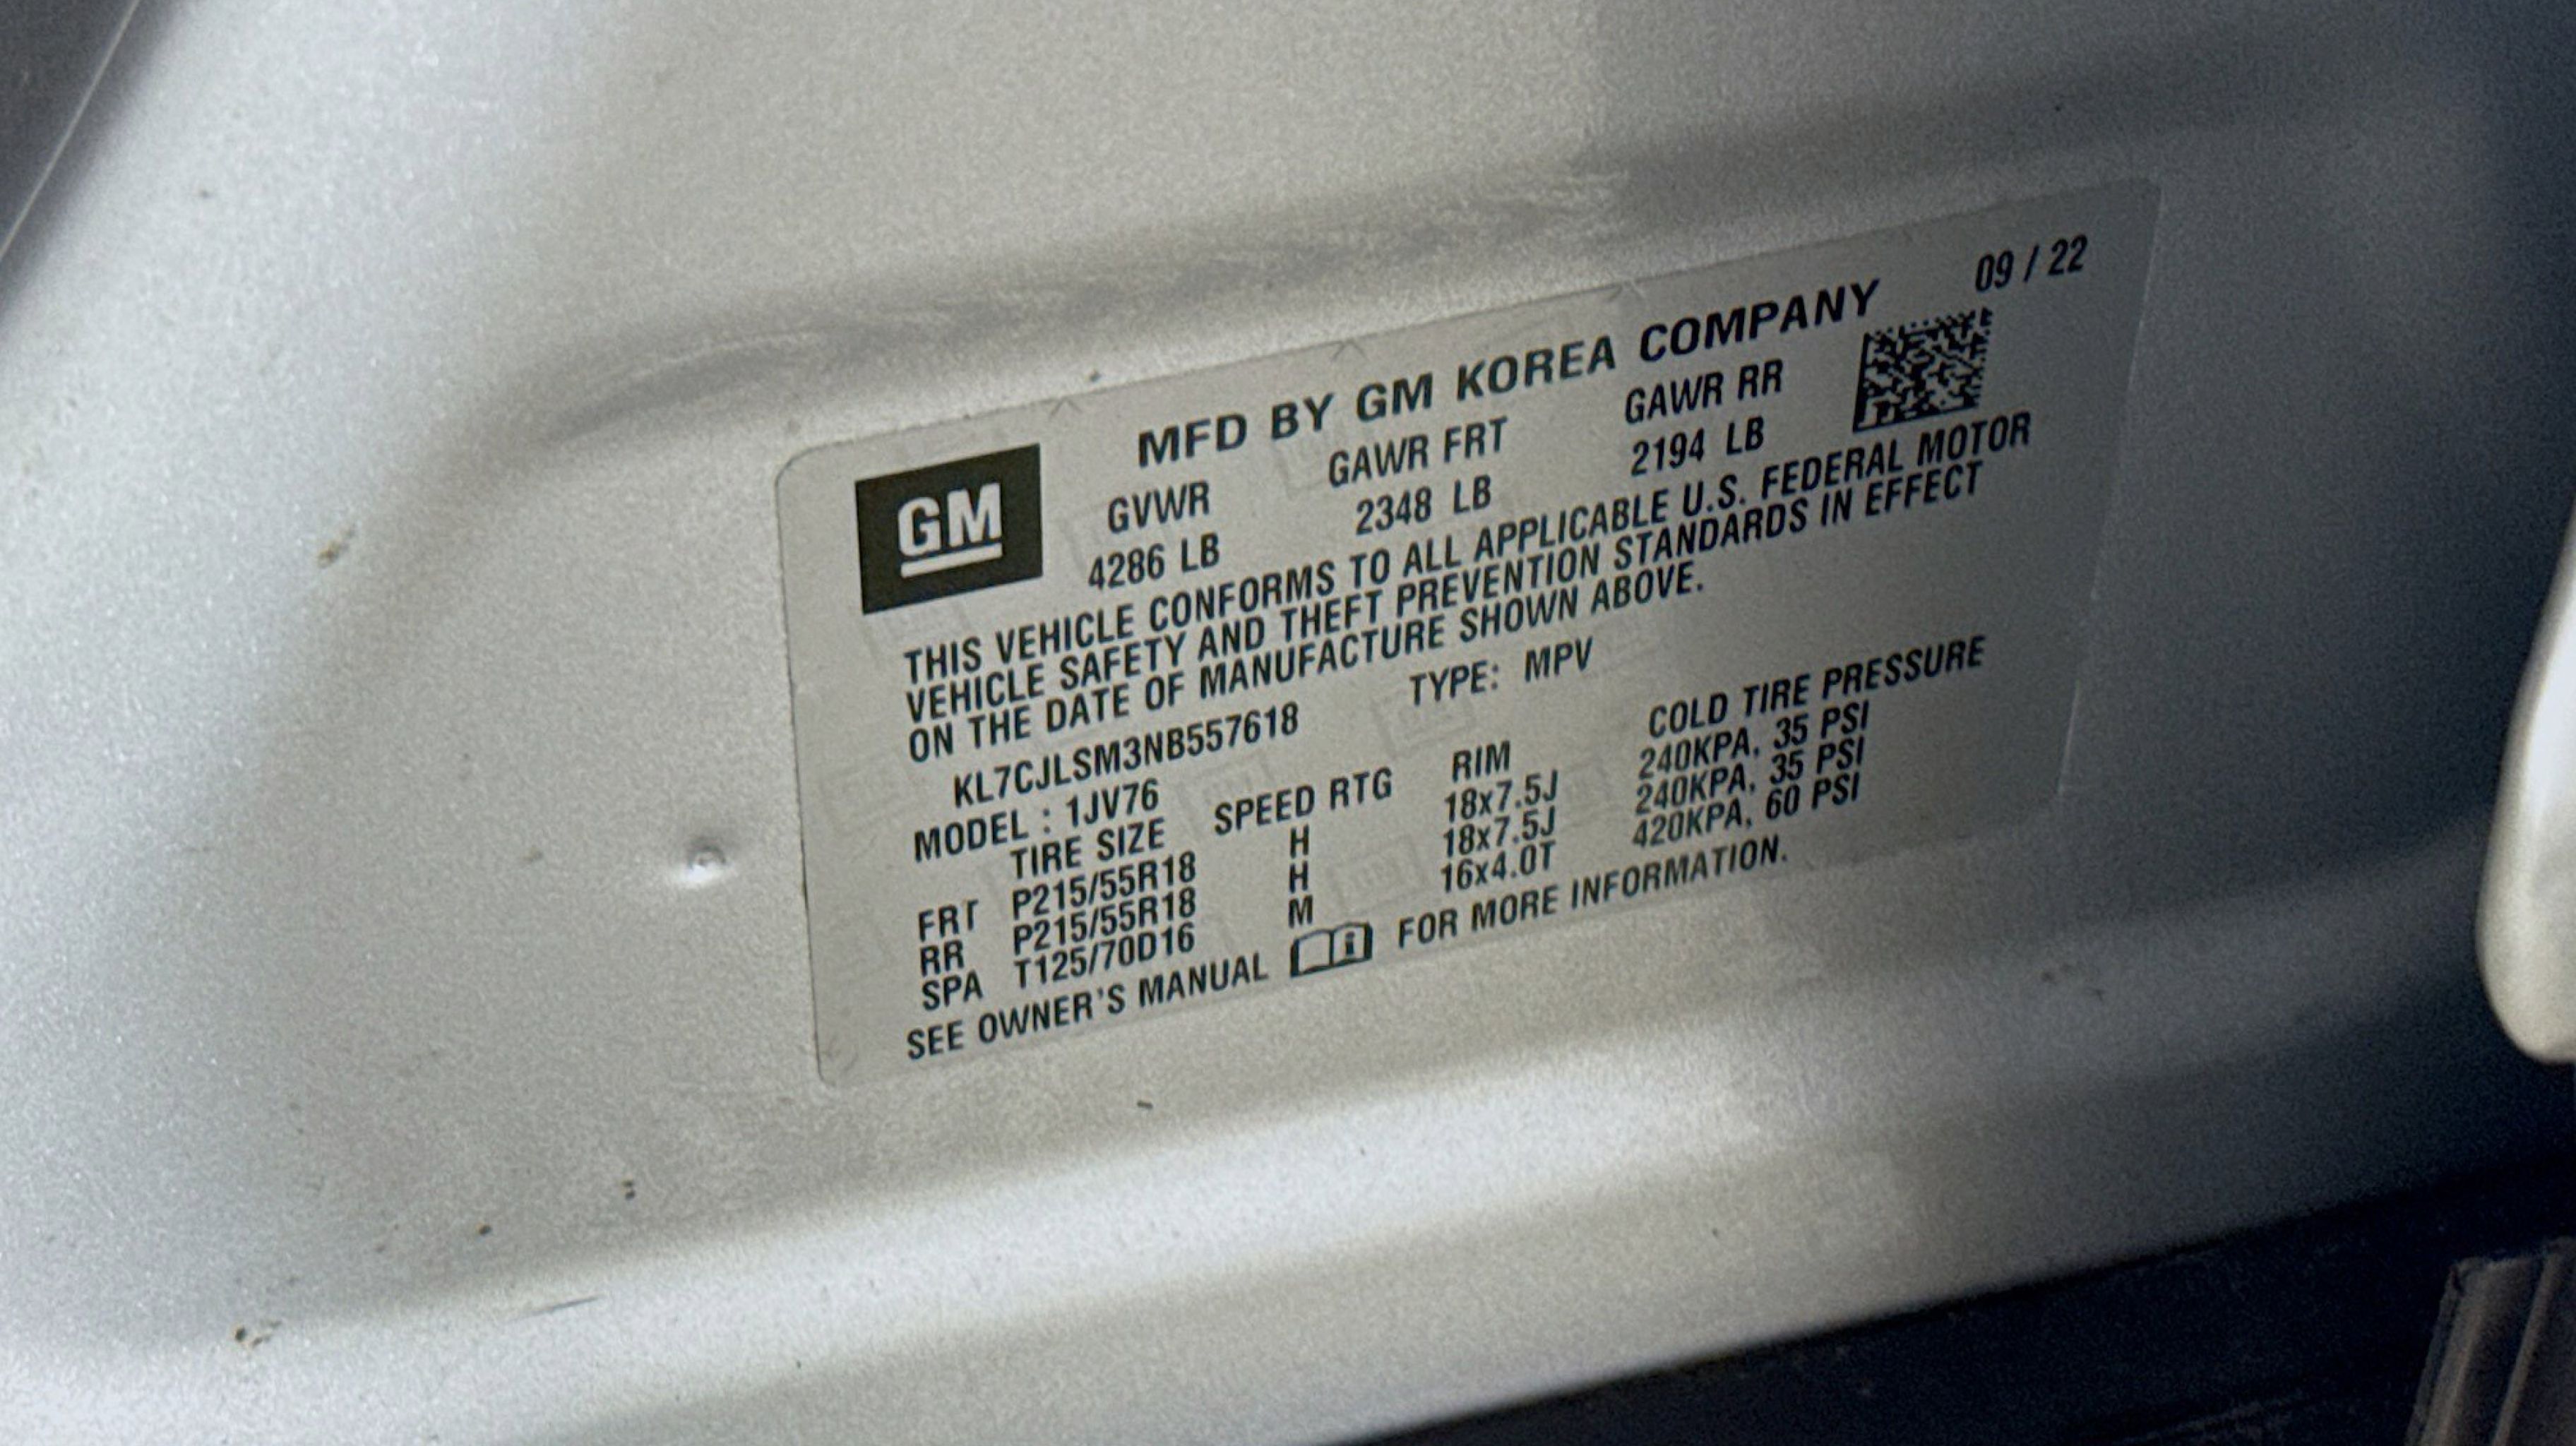 MFD BY GM KOREA COMPANY 09 / 22
GM
GVWR GAWR FRT GAWR RR
4286 LB 2348 LB 2194 LB
THIS VEHICLE CONFORMS TO ALL APPLICABLE U.S. FEDERAL MOTOR
VEHICLE SAFETY AND THEFT PREVENTION STANDARDS IN EFFECT
ON THE DATE OF MANUFACTURE SHOWN ABOVE.
KL7CJLSM3NB557618 TYPE: MPV
MODEL : 1JV76
TIRE SIZE SPEED RTG RIM COLD TIRE PRESSURE
FRT P215/55R18 H 18x7.5J 240KPA, 35 PSI
RR P215/55R18 H 18x7.5J 240KPA, 35 PSI
SPA T125/70D16 M 16x4.0T 420KPA, 60 PSI
SEE OWNER'S MANUAL FOR MORE INFORMATION.